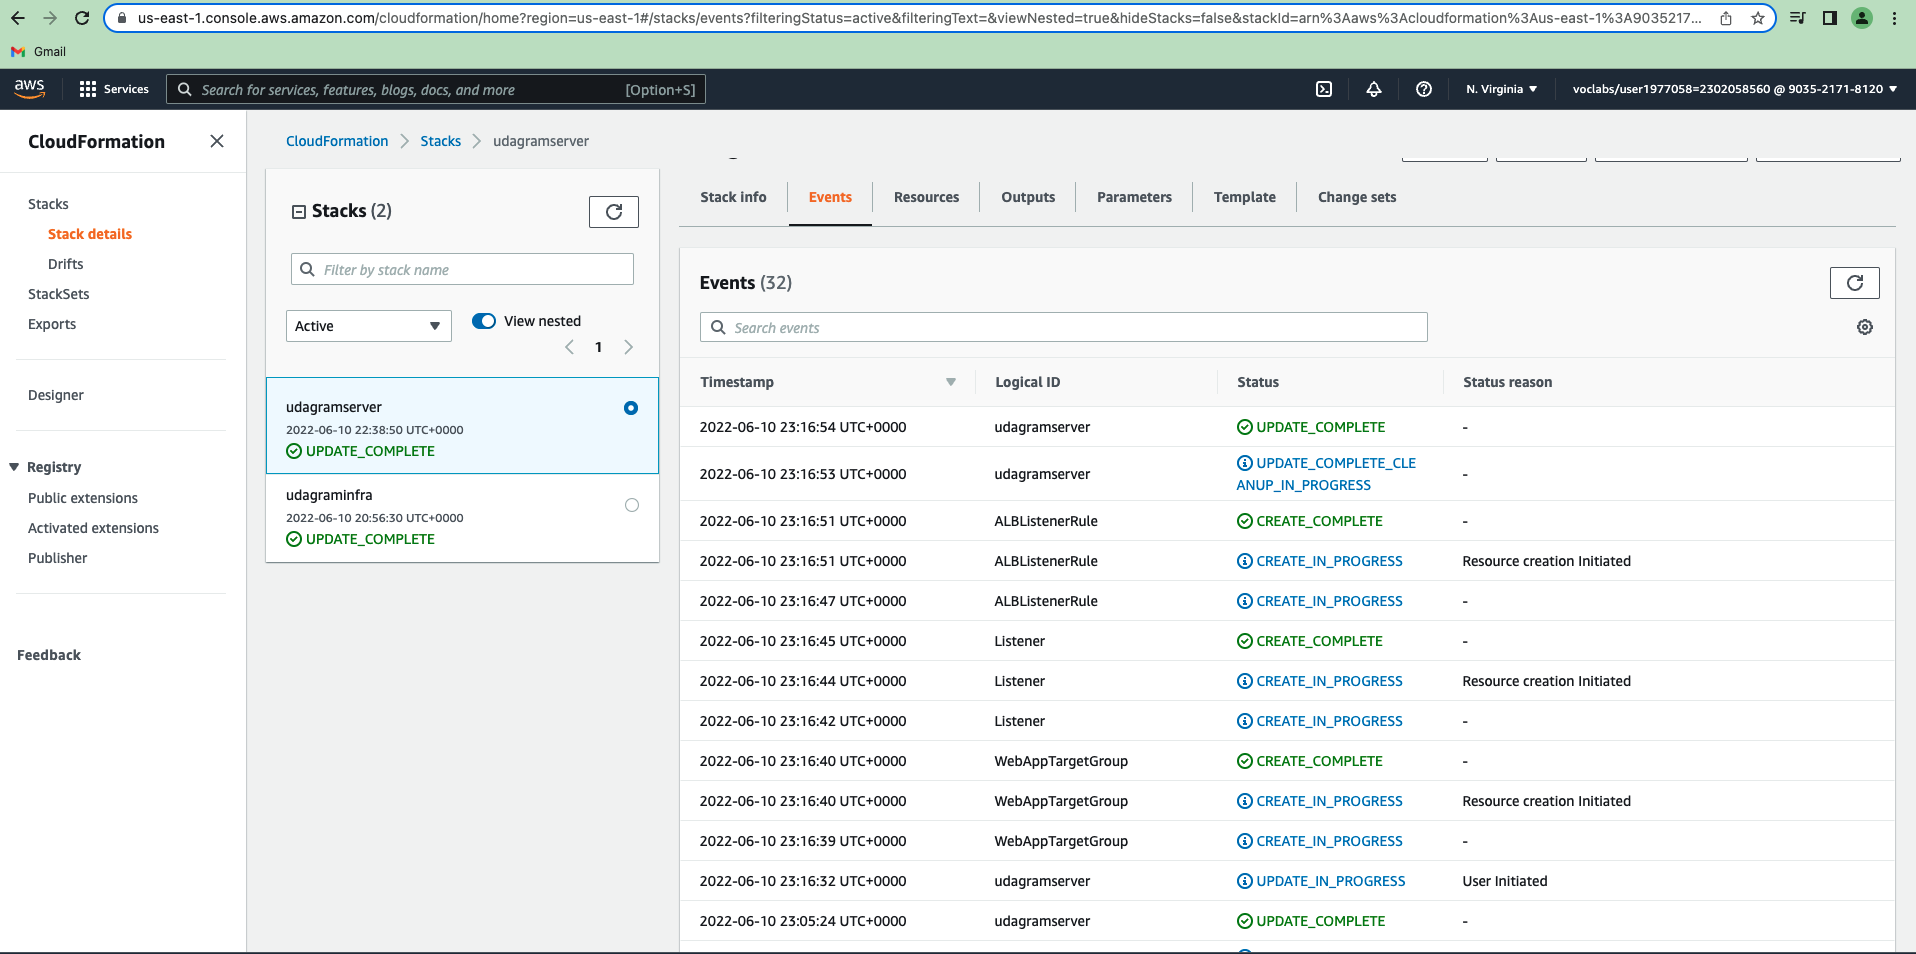 us-east-1.console.aws.amazon.com/cloudformation/home?region=us-east-1#/stacks/events?filteringStatus=active&filteringText=&viewNested=true&hideStacks=false&stackId=arn%3Aaws%3Acloudformation%3Aus-east-1%3A9035217...
Gmail
aws
Services
Search for services, features, blogs, docs, and more
[Option+S]
N. Virginia
voclabs/user1977058=2302058560 @ 9035-2171-8120
CloudFormation
Stacks
Stack details
Drifts
StackSets
Exports
Designer
Registry
Public extensions
Activated extensions
Publisher
Feedback
CloudFormation
Stacks
udagramserver
Stacks (2)
Filter by stack name
Active
View nested
1
udagramserver
2022-06-10 22:38:50 UTC+0000
UPDATE_COMPLETE
udagraminfra
2022-06-10 20:56:30 UTC+0000
UPDATE_COMPLETE
Stack info Events Resources Outputs Parameters Template Change sets
Events (32)
Search events
Timestamp Logical ID Status Status reason
2022-06-10 23:16:54 UTC+0000 udagramserver UPDATE_COMPLETE -
2022-06-10 23:16:53 UTC+0000 udagramserver UPDATE_COMPLETE_CLE
ANUP_IN_PROGRESS -
2022-06-10 23:16:51 UTC+0000 ALBListenerRule CREATE_COMPLETE -
2022-06-10 23:16:51 UTC+0000 ALBListenerRule CREATE_IN_PROGRESS Resource creation Initiated
2022-06-10 23:16:47 UTC+0000 ALBListenerRule CREATE_IN_PROGRESS -
2022-06-10 23:16:45 UTC+0000 Listener CREATE_COMPLETE -
2022-06-10 23:16:44 UTC+0000 Listener CREATE_IN_PROGRESS Resource creation Initiated
2022-06-10 23:16:42 UTC+0000 Listener CREATE_IN_PROGRESS -
2022-06-10 23:16:40 UTC+0000 WebAppTargetGroup CREATE_COMPLETE -
2022-06-10 23:16:40 UTC+0000 WebAppTargetGroup CREATE_IN_PROGRESS Resource creation Initiated
2022-06-10 23:16:39 UTC+0000 WebAppTargetGroup CREATE_IN_PROGRESS -
2022-06-10 23:16:32 UTC+0000 udagramserver UPDATE_IN_PROGRESS User Initiated
2022-06-10 23:05:24 UTC+0000 udagramserver UPDATE_COMPLETE -